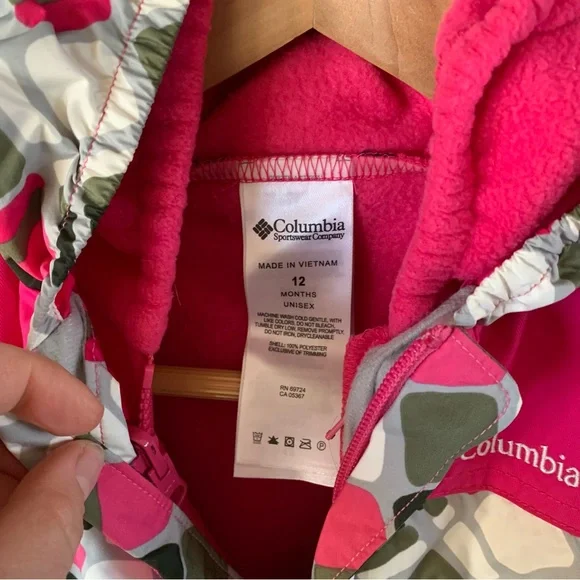 Columbia
Sportswear Company
MADE IN VIETNAM
12
MONTHS
UNISEX
MACHINE WASH COLD GENTLE, WITH
LIKE COLORS, DO NOT BLEACH,
TUMBLE DRY LOW, REMOVE PROMPTLY,
DO NOT IRON, DRYCLEANABLE
SHELL: 100% POLYESTER
EXCLUSIVE OF TRIMMING
RN 69724
CA 05367
Columbia
Columbia